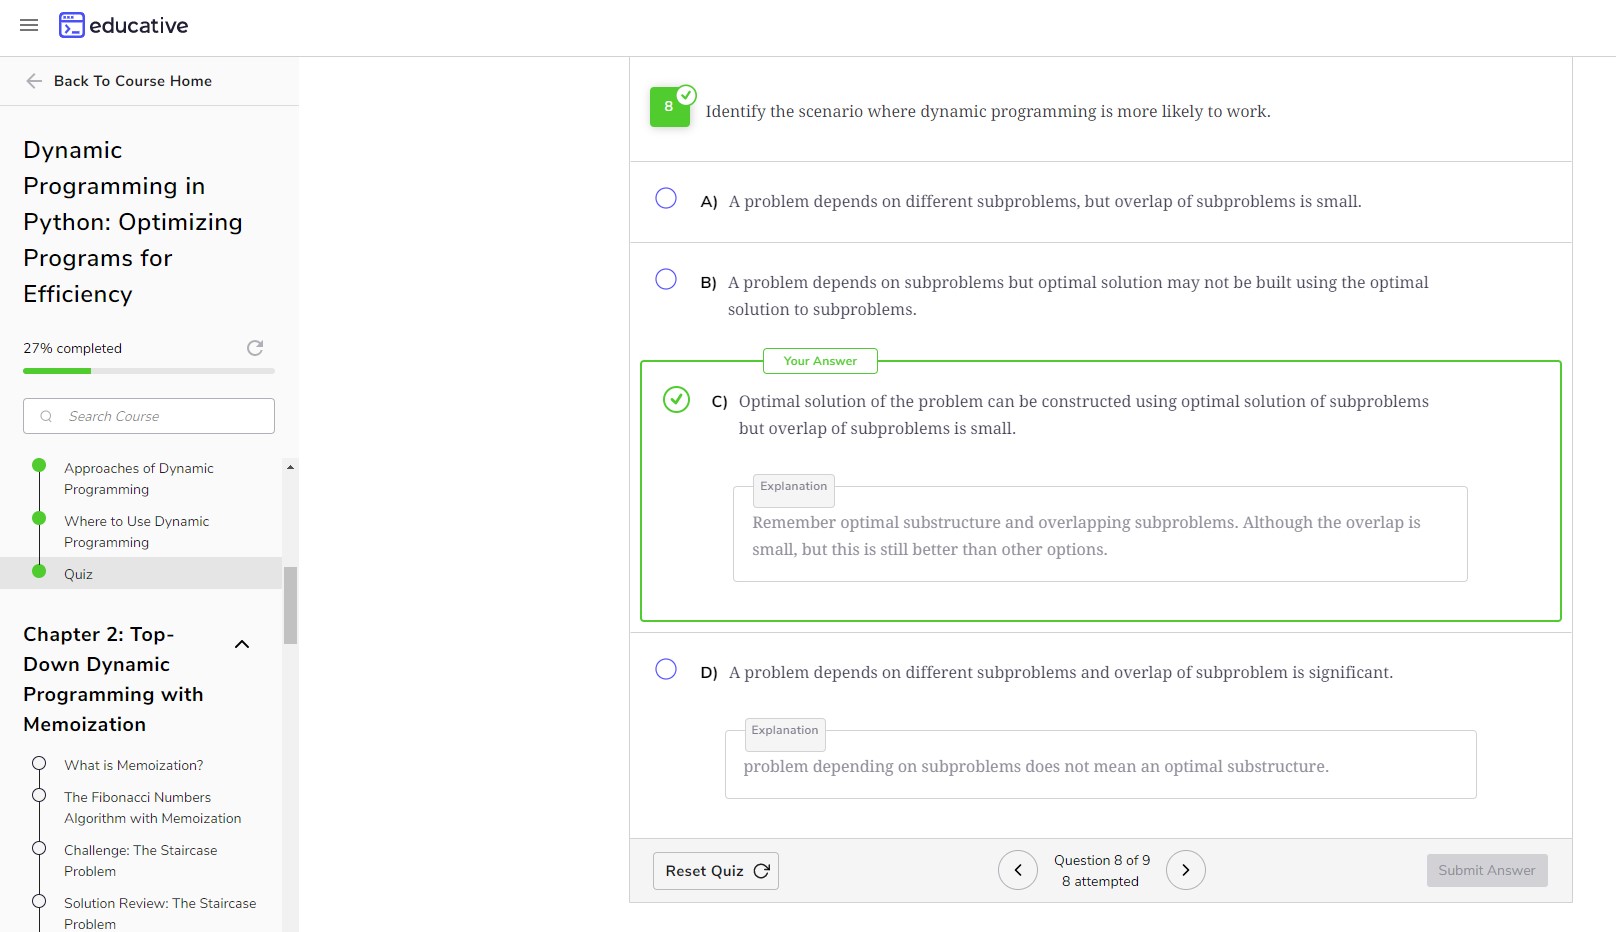 educative
Back To Course Home
Dynamic
Programming in
Python: Optimizing
Programs for
Efficiency
27% completed
Search Course
Approaches of Dynamic
Programming
Where to Use Dynamic
Programming
Quiz
Chapter 2: Top-
Down Dynamic
Programming with
Memoization
What is Memoization?
The Fibonacci Numbers
Algorithm with Memoization
Challenge: The Staircase
Problem
Solution Review: The Staircase
Problem
8
Identify the scenario where dynamic programming is more likely to work.
A) A problem depends on different subproblems, but overlap of subproblems is small.
B) A problem depends on subproblems but optimal solution may not be built using the optimal
solution to subproblems.
Your Answer
C) Optimal solution of the problem can be constructed using optimal solution of subproblems
but overlap of subproblems is small.
Explanation
Remember optimal substructure and overlapping subproblems. Although the overlap is
small, but this is still better than other options.
D) A problem depends on different subproblems and overlap of subproblem is significant.
Explanation
problem depending on subproblems does not mean an optimal substructure.
Reset Quiz
Question 8 of 9
8 attempted
Submit Answer